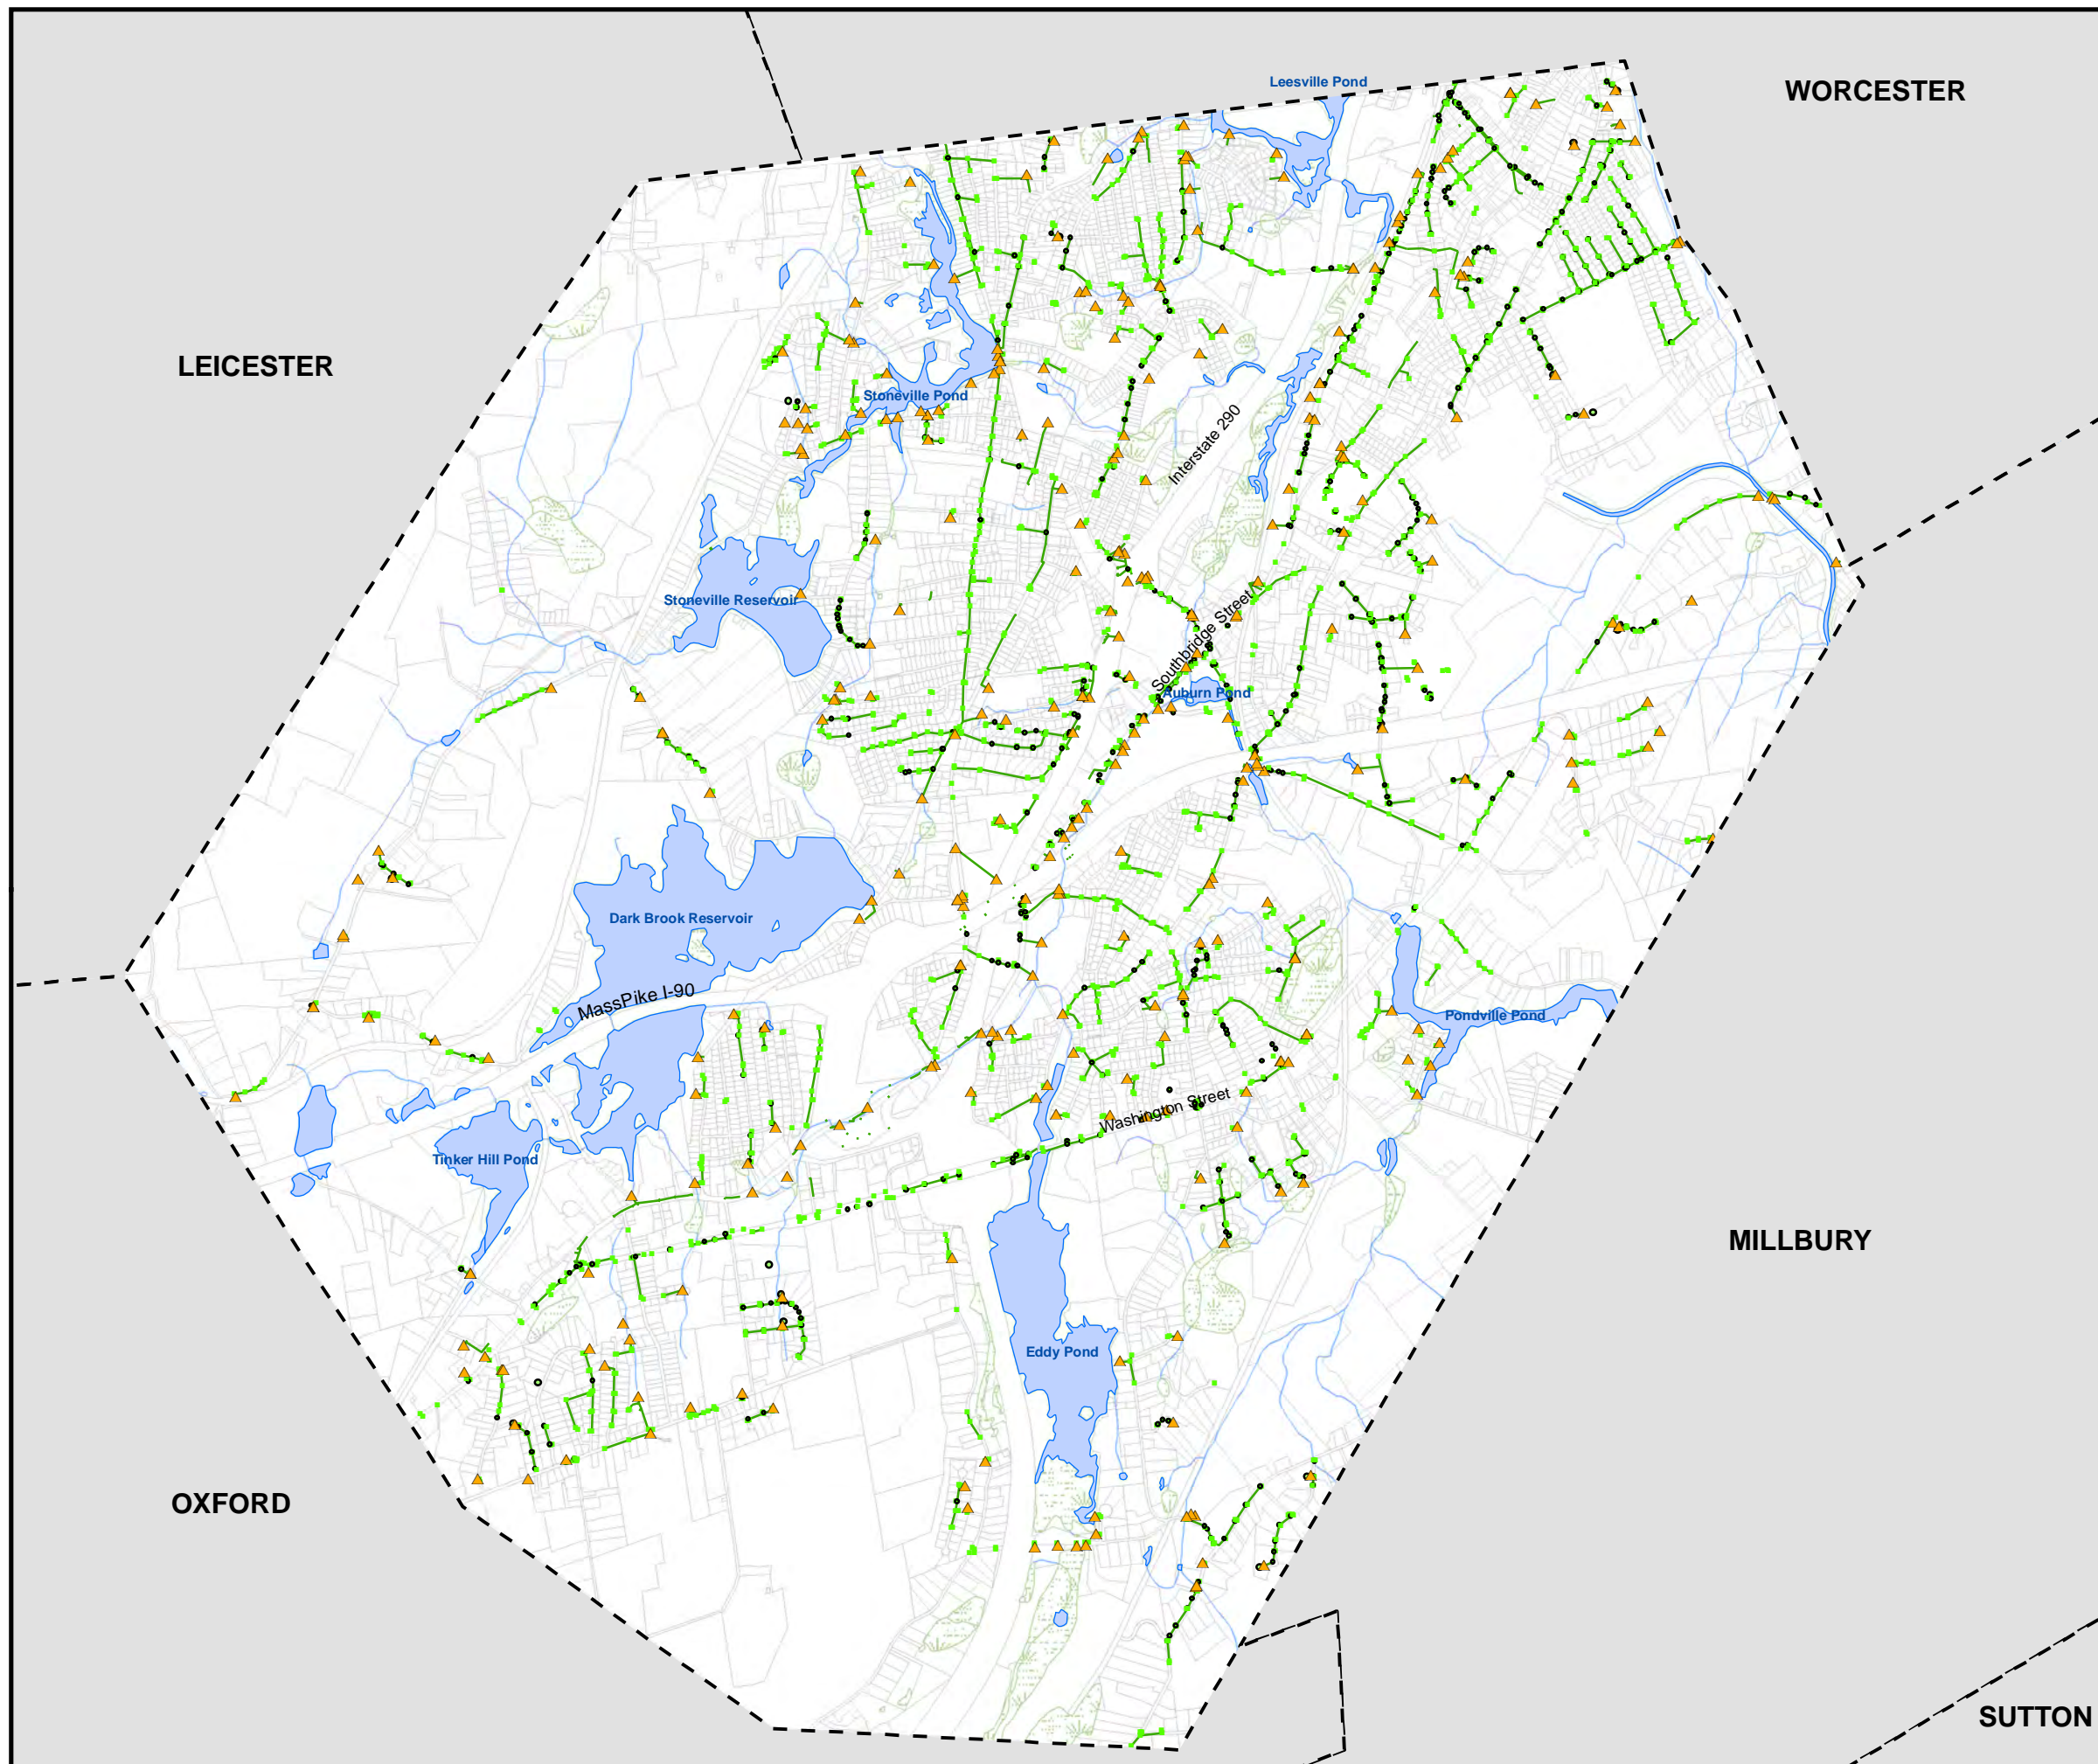 Leesville Pond
WORCESTER
LEICESTER
Stoneville Pond
Interstate 290
Stoneville Reservoir
Southbridge Street
Auburn Pond
Dark Brook Reservoir
MassPike I-90
Pondville Pond
Washington Street
Tinker Hill Pond
MILLBURY
Eddy Pond
OXFORD
SUTTON